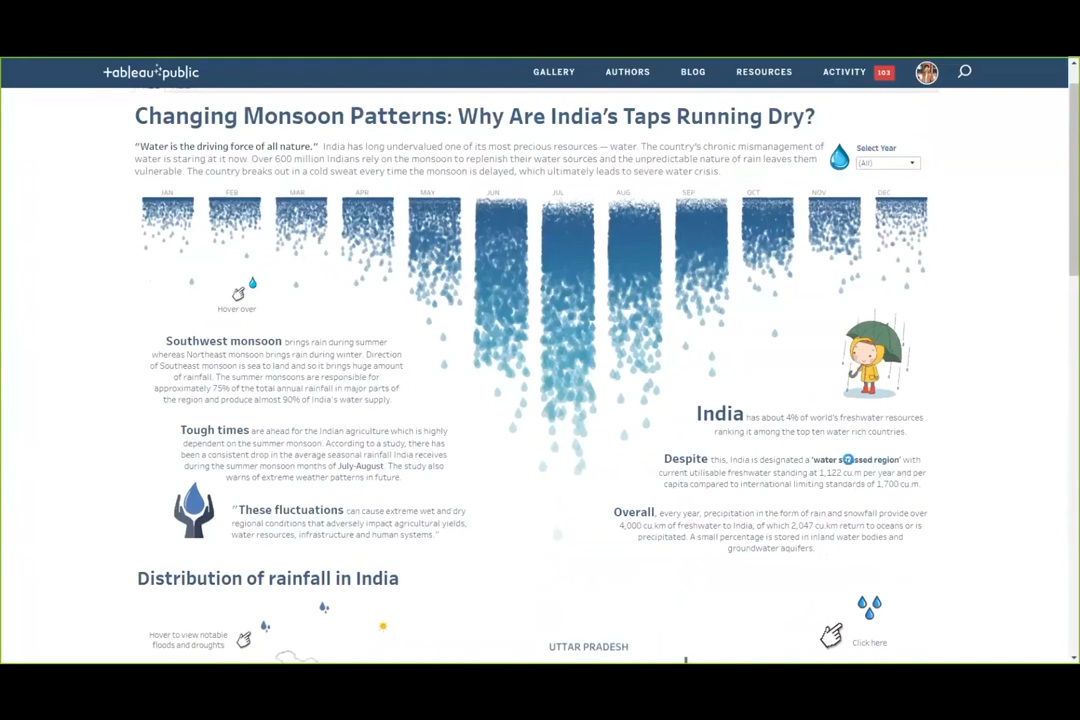 +ableau public
GALLERY AUTHORS BLOG RESOURCES ACTIVITY 103
Changing Monsoon Patterns: Why Are India's Taps Running Dry?
"Water is the driving force of all nature." India has long undervalued one of its most precious resources — water. The country's chronic mismanagement of
water is staring at it now. Over 600 million Indians rely on the monsoon to replenish their water sources and the unpredictable nature of rain leaves them
vulnerable. The country breaks out in a cold sweat every time the monsoon is delayed, which ultimately leads to severe water crisis.
Select Year
(All)
JAN FEB MAR APR MAY JUN JUL AUG SEP OCT NOV DEC
Hover over
Southwest monsoon brings rain during summer
whereas Northeast monsoon brings rain during winter. Direction
of Southeast monsoon is sea to land and so it brings huge amount
of rainfall. The summer monsoons are responsible for
approximately 75% of the total annual rainfall in major parts of
the region and produce almost 90% of India's water supply.
Tough times are ahead for the Indian agriculture which is highly
dependent on the summer monsoon. According to a study, there has
been a consistent drop in the average seasonal rainfall India receives
during the summer monsoon months of July-August. The study also
warns of extreme weather patterns in future.
"These fluctuations can cause extreme wet and dry
regional conditions that adversely impact agricultural yields,
water resources, infrastructure and human systems."
India has about 4% of world's freshwater resources
ranking it among the top ten water rich countries.
Despite this, India is designated a 'water stressed region' with
current utilisable freshwater standing at 1,122 cu.m per year and per
capita compared to international limiting standards of 1,700 cu.m.
Overall, every year, precipitation in the form of rain and snowfall provide over
4,000 cu.km of freshwater to India, of which 2,047 cu.km return to oceans or is
precipitated. A small percentage is stored in inland water bodies and
groundwater aquifers.
Distribution of rainfall in India
Hover to view notable
floods and droughts
UTTAR PRADESH
Click here